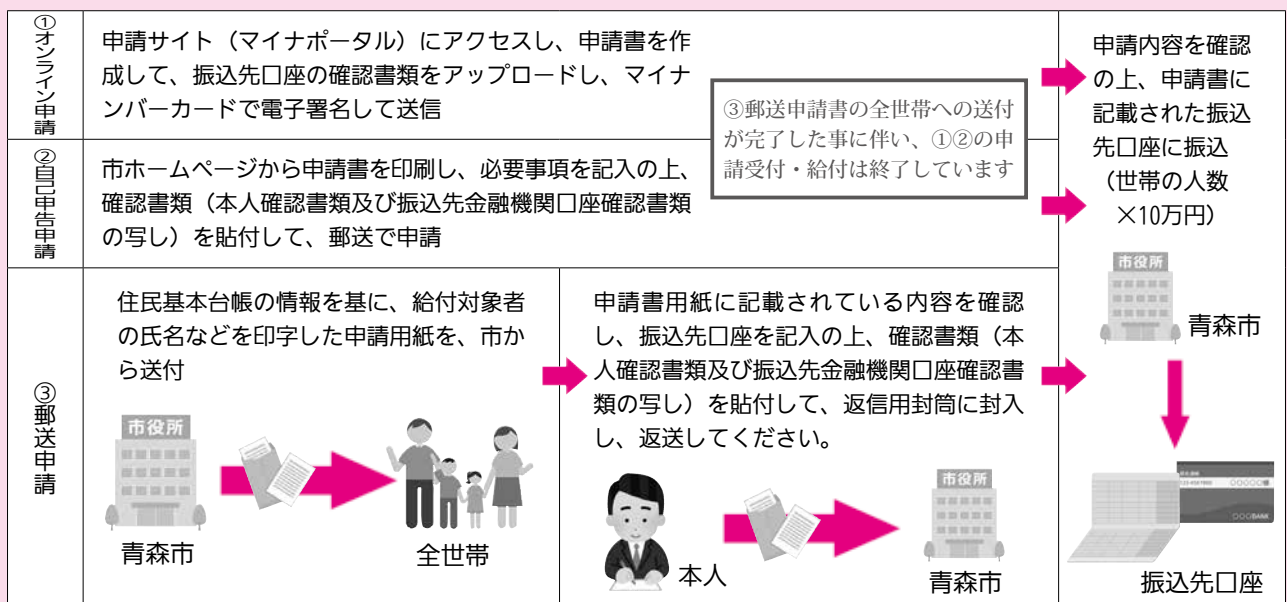 ①オンライン申請
申請サイト（マイナポータル）にアクセスし、申請書を作
成して、振込先口座の確認書類をアップロードし、マイナ
ンバーカードで電子署名して送信
②自己申告申請
市ホームページから申請書を印刷し、必要事項を記入の上、
確認書類（本人確認書類及び振込先金融機関口座確認書類
の写し）を貼付して、郵送で申請
③郵送申請書の全世帯への送付
が完了した事に伴い、①②の申
請受付・給付は終了しています
③郵送申請
住民基本台帳の情報を基に、給付対象者
の氏名などを印字した申請用紙を、市か
ら送付
市役所
青森市
全世帯
申請書用紙に記載されている内容を確認
し、振込先口座を記入の上、確認書類（本
人確認書類及び振込先金融機関口座確認書
類の写し）を貼付して、返信用封筒に封入
し、返送してください。
本人
市役所
青森市
申請内容を確認
の上、申請書に
記載された振込
先口座に振込
（世帯の人数
×10万円）
市役所
青森市
〇〇〇〇〇様
〇〇〇BANK
振込先口座